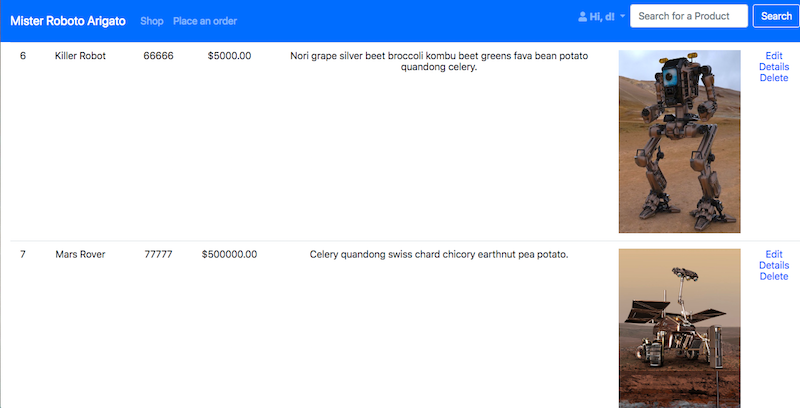 Mister Roboto Arigato Shop Place an order Hi, d! Search for a Product Search
6 Killer Robot 66666 $5000.00 Nori grape silver beet broccoli kombu beet greens fava bean potato
quandong celery.
Edit
Details
Delete
7 Mars Rover 77777 $500000.00 Celery quandong swiss chard chicory earthnut pea potato.
Edit
Details
Delete